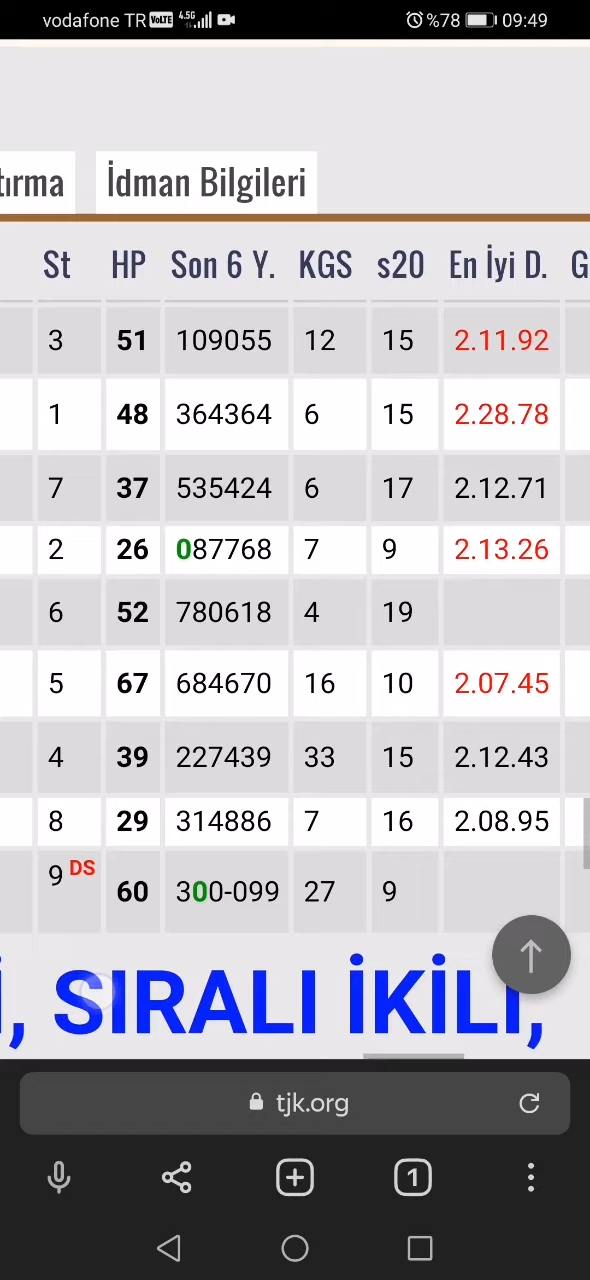 vodafone TR VoLTE 4.5G %78 09:49
tırma İdman Bilgileri
St HP Son 6 Y. KGS s20 En İyi D. G
3 51 109055 12 15 2.11.92
1 48 364364 6 15 2.28.78
7 37 535424 6 17 2.12.71
2 26 087768 7 9 2.13.26
6 52 780618 4 19
5 67 684670 16 10 2.07.45
4 39 227439 33 15 2.12.43
8 29 314886 7 16 2.08.95
9 DS 60 300-099 27 9
İ, SIRALI İKİLİ,
tjk.org
1